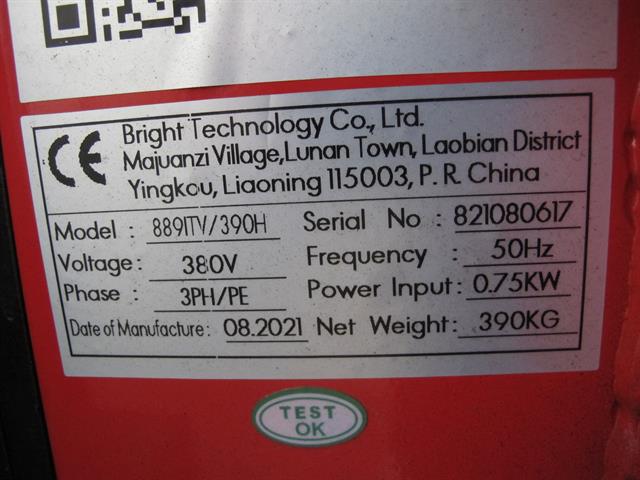 CE
Bright Technology Co., Ltd.
Majuanzi Village, Lunan Town, Laobian District
Yingkou, Liaoning 115003, P. R. China
Model : 889ITV/390H Serial No : 821080617
Voltage : 380V Frequency : 50Hz
Phase : 3PH/PE Power Input : 0.75KW
Date of Manufacture : 08.2021 Net Weight : 390KG
TEST
OK